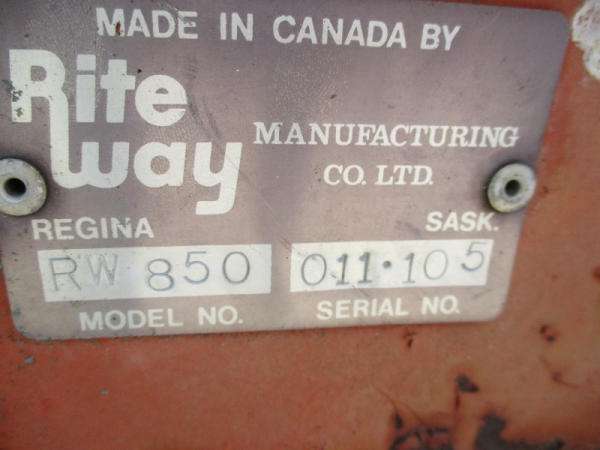 MADE IN CANADA BY
Rite
Way
MANUFACTURING
CO. LTD.
REGINA SASK.
RW 850 011·105
MODEL NO. SERIAL NO.